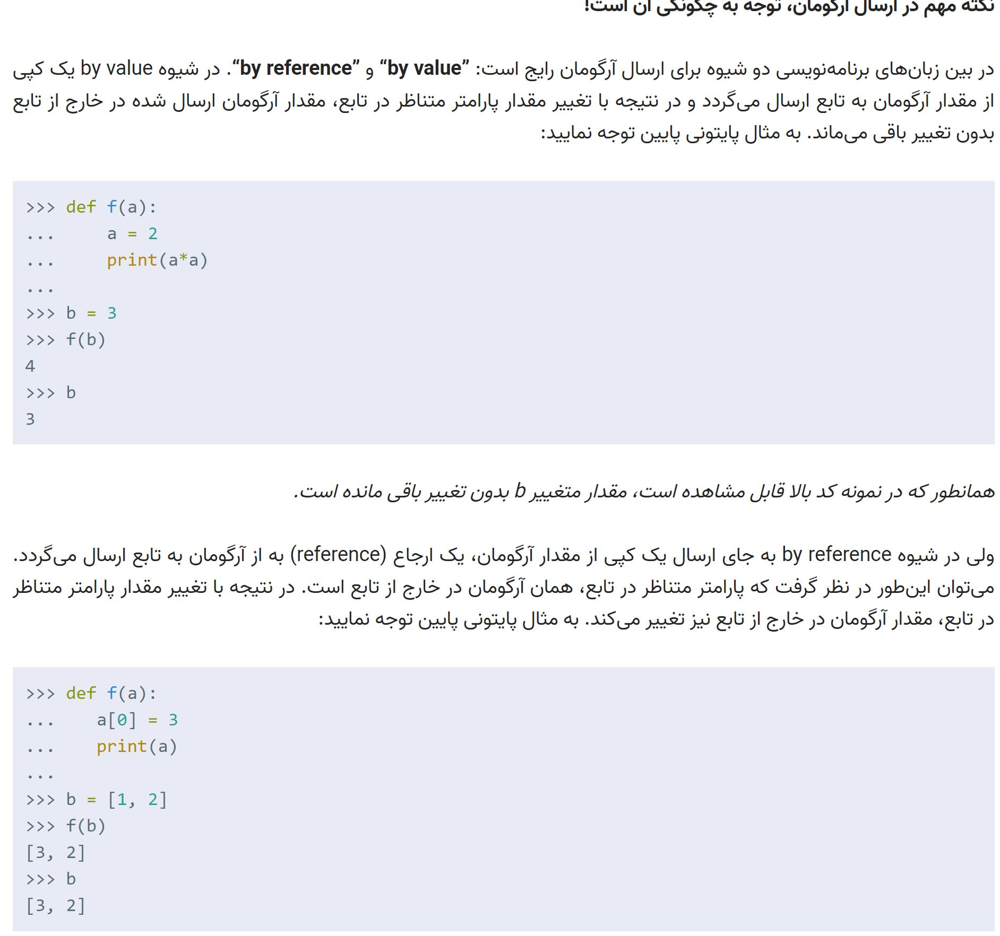 نکته مهم در ارسال آرگومان، توجه به چگونگی آن است!
در بین زبان‌های برنامه‌نویسی دو شیوه برای ارسال آرگومان رایج است: “by value” و “by reference”. در شیوه by value یک کپی
از مقدار آرگومان به تابع ارسال می‌گردد و در نتیجه با تغییر مقدار پارامتر متناظر در تابع، مقدار آرگومان ارسال شده در خارج از تابع
بدون تغییر باقی می‌ماند. به مثال پایتونی پایین توجه نمایید:
>>> def f(a):
...     a = 2
...     print(a*a)
...
>>> b = 3
>>> f(b)
4
>>> b
3
همانطور که در نمونه کد بالا قابل مشاهده است، مقدار متغییر b بدون تغییر باقی مانده است.
ولی در شیوه by reference به جای ارسال یک کپی از مقدار آرگومان، یک ارجاع (reference) به از آرگومان به تابع ارسال می‌گردد.
می‌توان این‌طور در نظر گرفت که پارامتر متناظر در تابع، همان آرگومان در خارج از تابع است. در نتیجه با تغییر مقدار پارامتر متناظر
در تابع، مقدار آرگومان در خارج از تابع نیز تغییر می‌کند. به مثال پایتونی پایین توجه نمایید:
>>> def f(a):
...    a[0] = 3
...    print(a)
...
>>> b = [1, 2]
>>> f(b)
[3, 2]
>>> b
[3, 2]